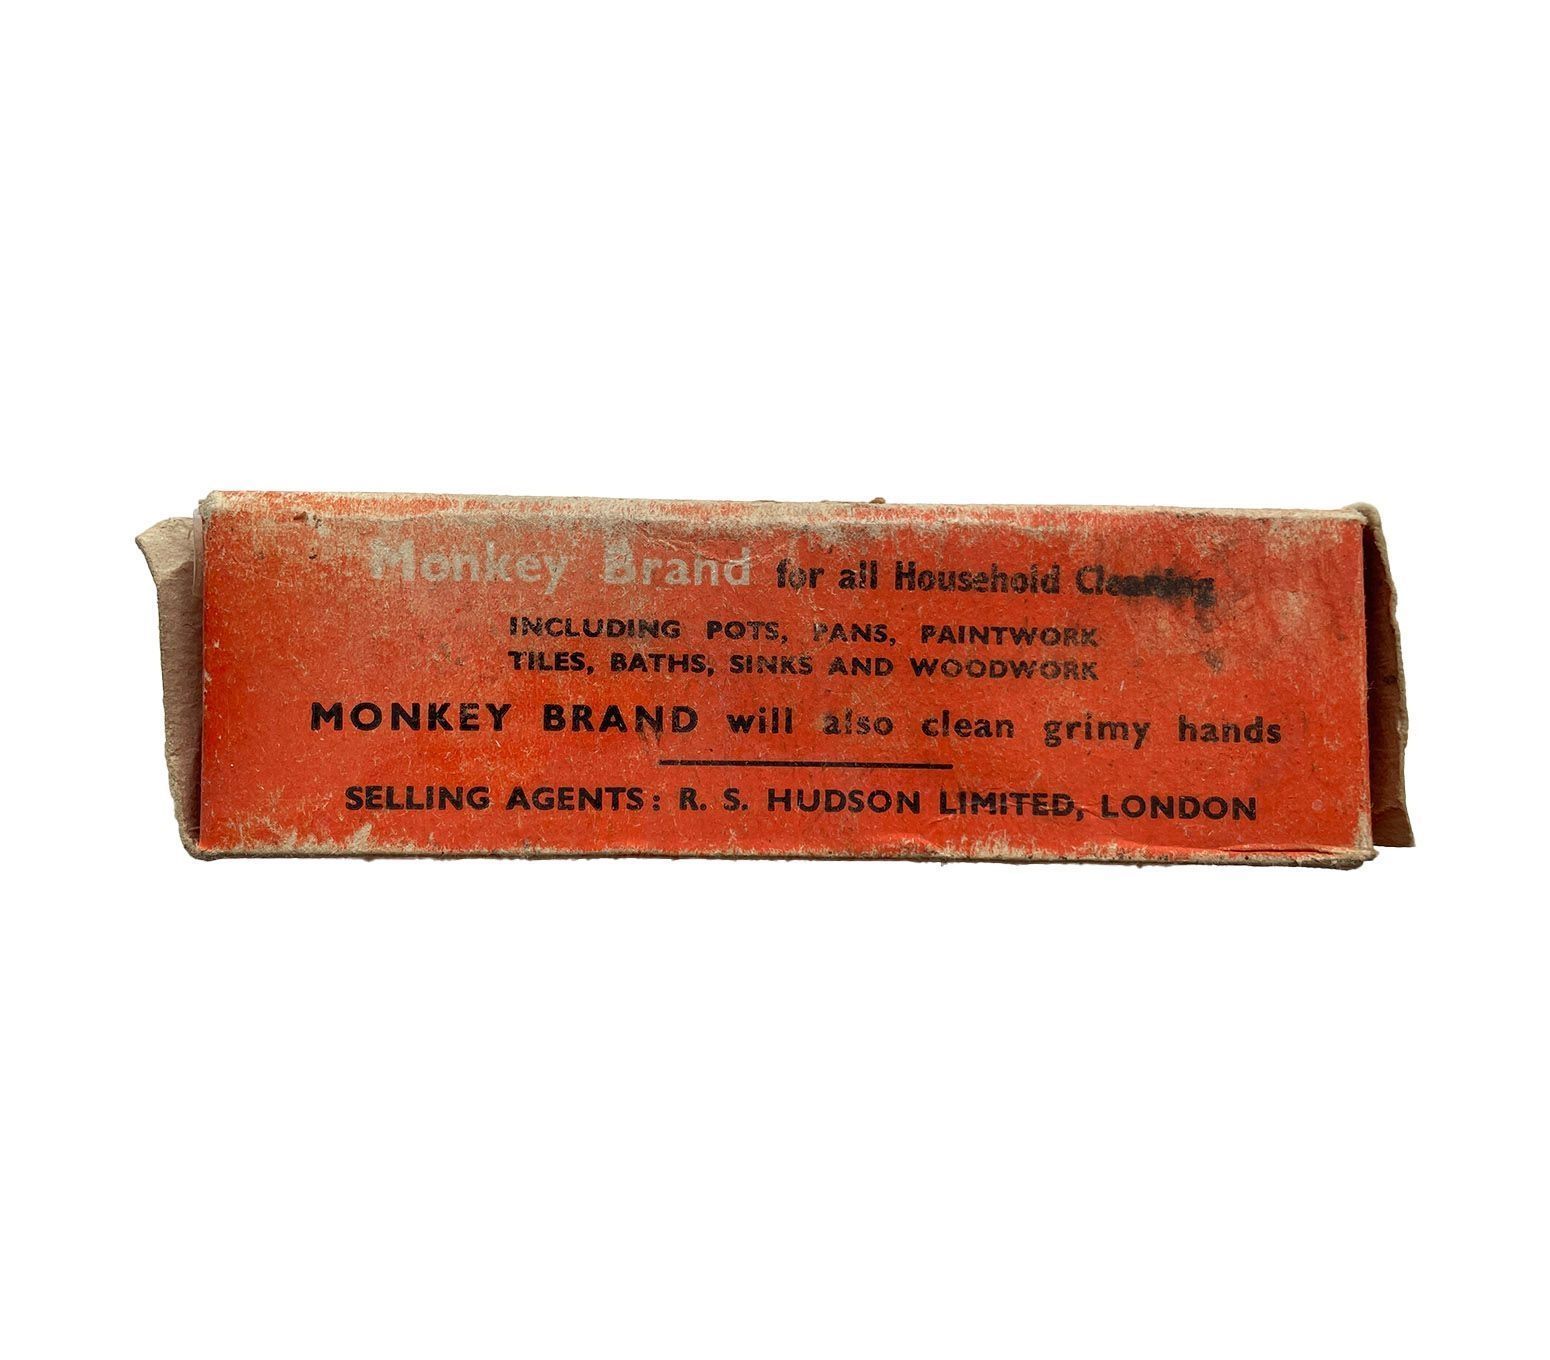 Monkey Brand for all Household Cleaning
INCLUDING POTS, PANS, PAINTWORK
TILES, BATHS, SINKS AND WOODWORK
MONKEY BRAND will also clean grimy hands
SELLING AGENTS: R. S. HUDSON LIMITED, LONDON